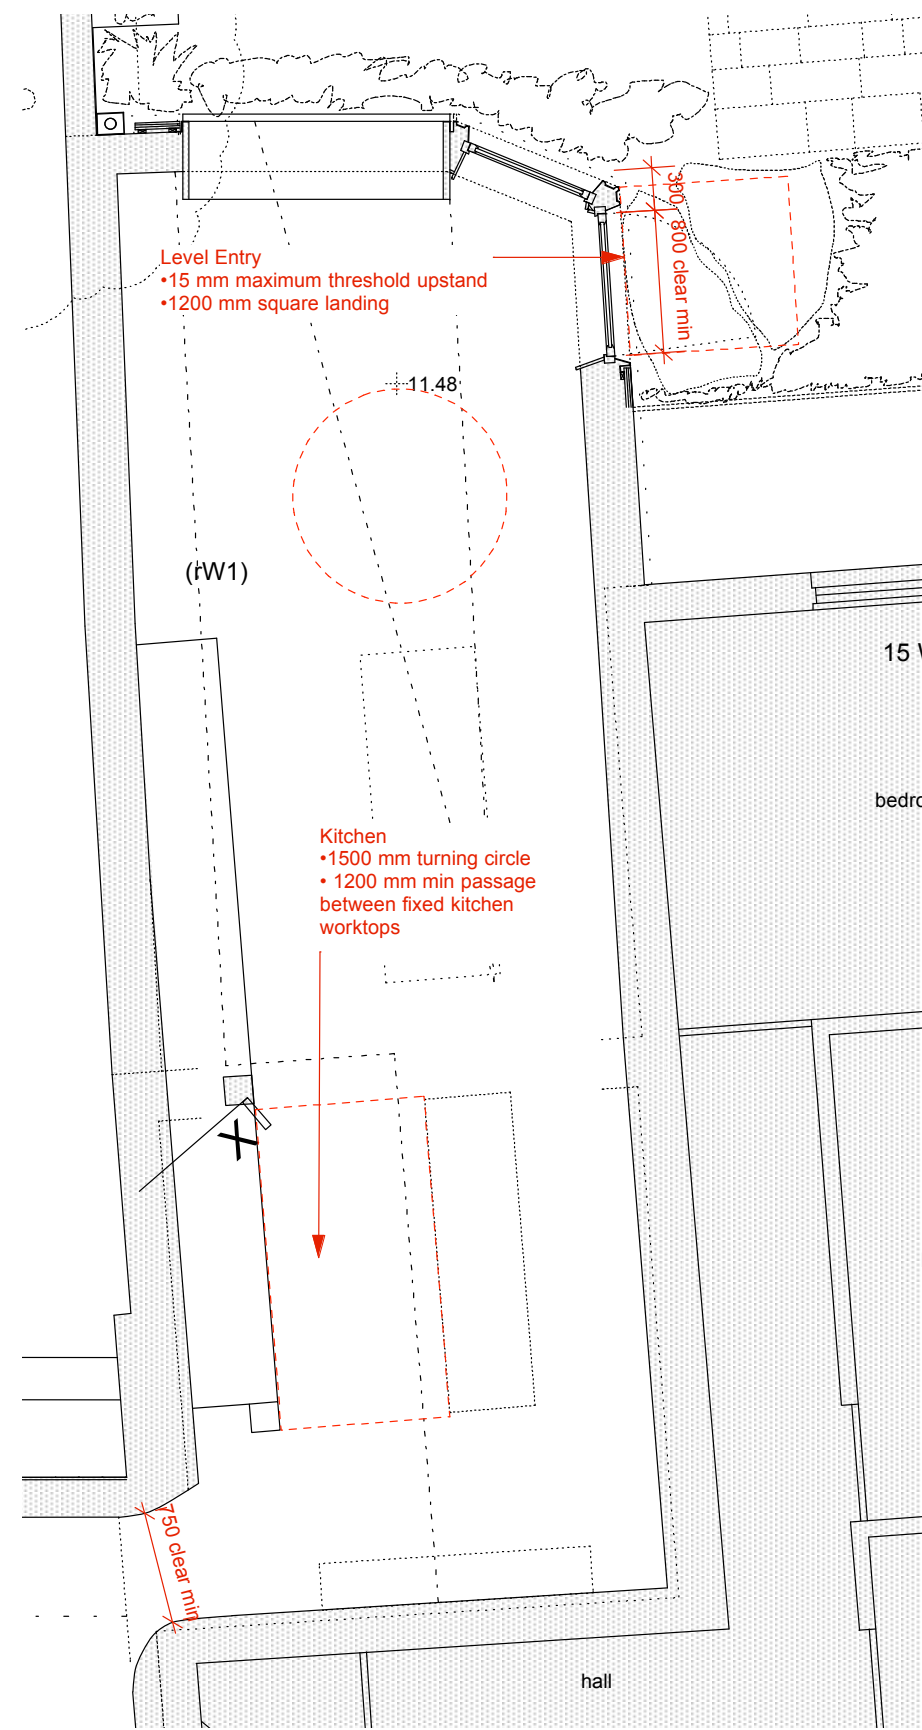 300
800 clear min
Level Entry
•15 mm maximum threshold upstand
•1200 mm square landing
11.48
(rW1)
15
bedro
Kitchen
•1500 mm turning circle
• 1200 mm min passage
between fixed kitchen
worktops
X
750 clear min
hall